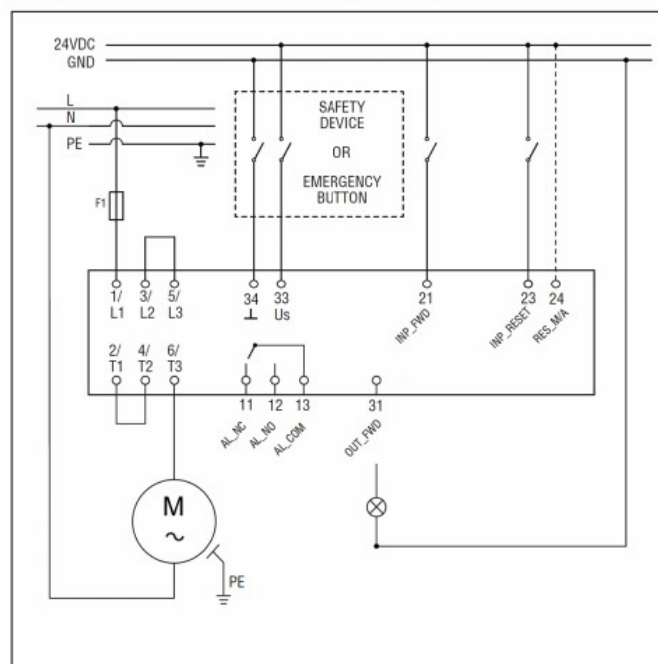 24VDC
GND
L
N
PE
SAFETY
DEVICE
OR
EMERGENCY
BUTTON
F1
1/ 3/ 5/
L1 L2 L3
34 33 21 23 24
⊥ Us
INP_FWD
INP_RESET
RES_M/A
2/ 4/ 6/
T1 T2 T3
11 12 13 31
AL_NC
AL_NO
AL_COM
OUT_FWD
M
~
PE